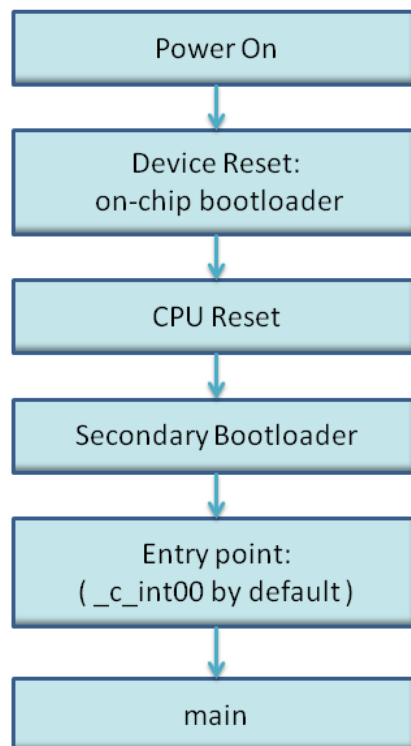 Power On
Device Reset:
on-chip bootloader
CPU Reset
Secondary Bootloader
Entry point:
( _c_int00 by default )
main